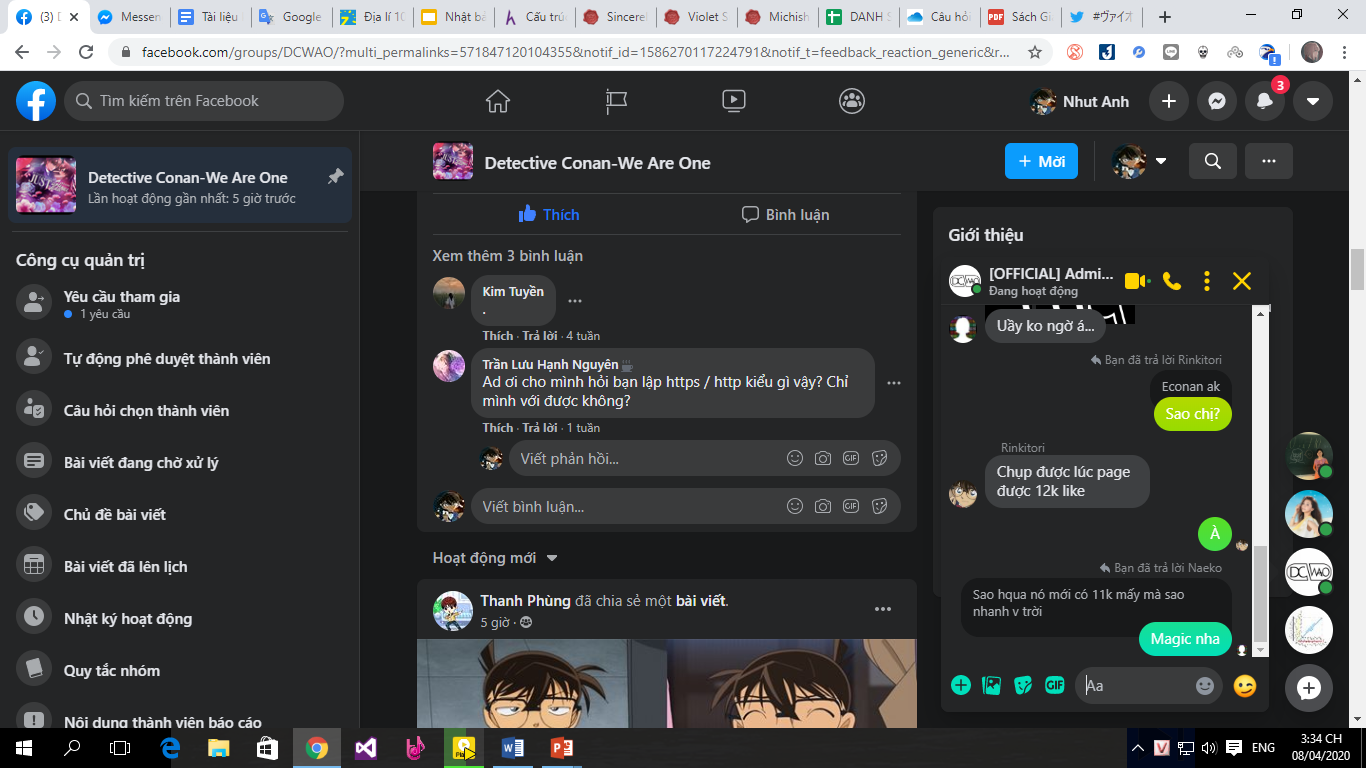 (3) D
Messen
Tài liệu
Google
Địa lí 10
Nhật bả
Cấu trúc
Sincerel
Violet S
Michish
DANH S
Câu hỏi
Sách Gi
#ヴァイオ
facebook.com/groups/DCWAO/?multi_permalinks=571847120104355&notif_id=1586270117224791&notif_t=feedback_reaction_generic&r...
Tìm kiếm trên Facebook
Nhut Anh
3
Detective Conan-We Are One
Lần hoạt động gần nhất: 5 giờ trước
Công cụ quản trị
Yêu cầu tham gia
1 yêu cầu
Tự động phê duyệt thành viên
Câu hỏi chọn thành viên
Bài viết đang chờ xử lý
Chủ đề bài viết
Bài viết đã lên lịch
Nhật ký hoạt động
Quy tắc nhóm
Nội dung thành viên báo cáo
Detective Conan-We Are One
+ Mời
Thích
Bình luận
Xem thêm 3 bình luận
Kim Tuyền
.
Thích · Trả lời · 4 tuần
Trần Lưu Hạnh Nguyên
Ad ơi cho mình hỏi bạn lập https / http kiểu gì vậy? Chỉ
mình với được không?
Thích · Trả lời · 1 tuần
Viết phản hồi...
GIF
Viết bình luận...
GIF
Hoạt động mới
Thanh Phùng đã chia sẻ một bài viết.
5 giờ ·
Giới thiệu
[OFFICIAL] Admi...
Đang hoạt động
Uầy ko ngờ á...
Bạn đã trả lời Rinkitori
Econan ak
Sao chị?
Rinkitori
Chụp được lúc page
được 12k like
À
Bạn đã trả lời Naeko
Sao hqua nó mới có 11k mấy mà sao
nhanh v trời
Magic nha
GIF
Aa
ENG
3:34 CH
08/04/2020